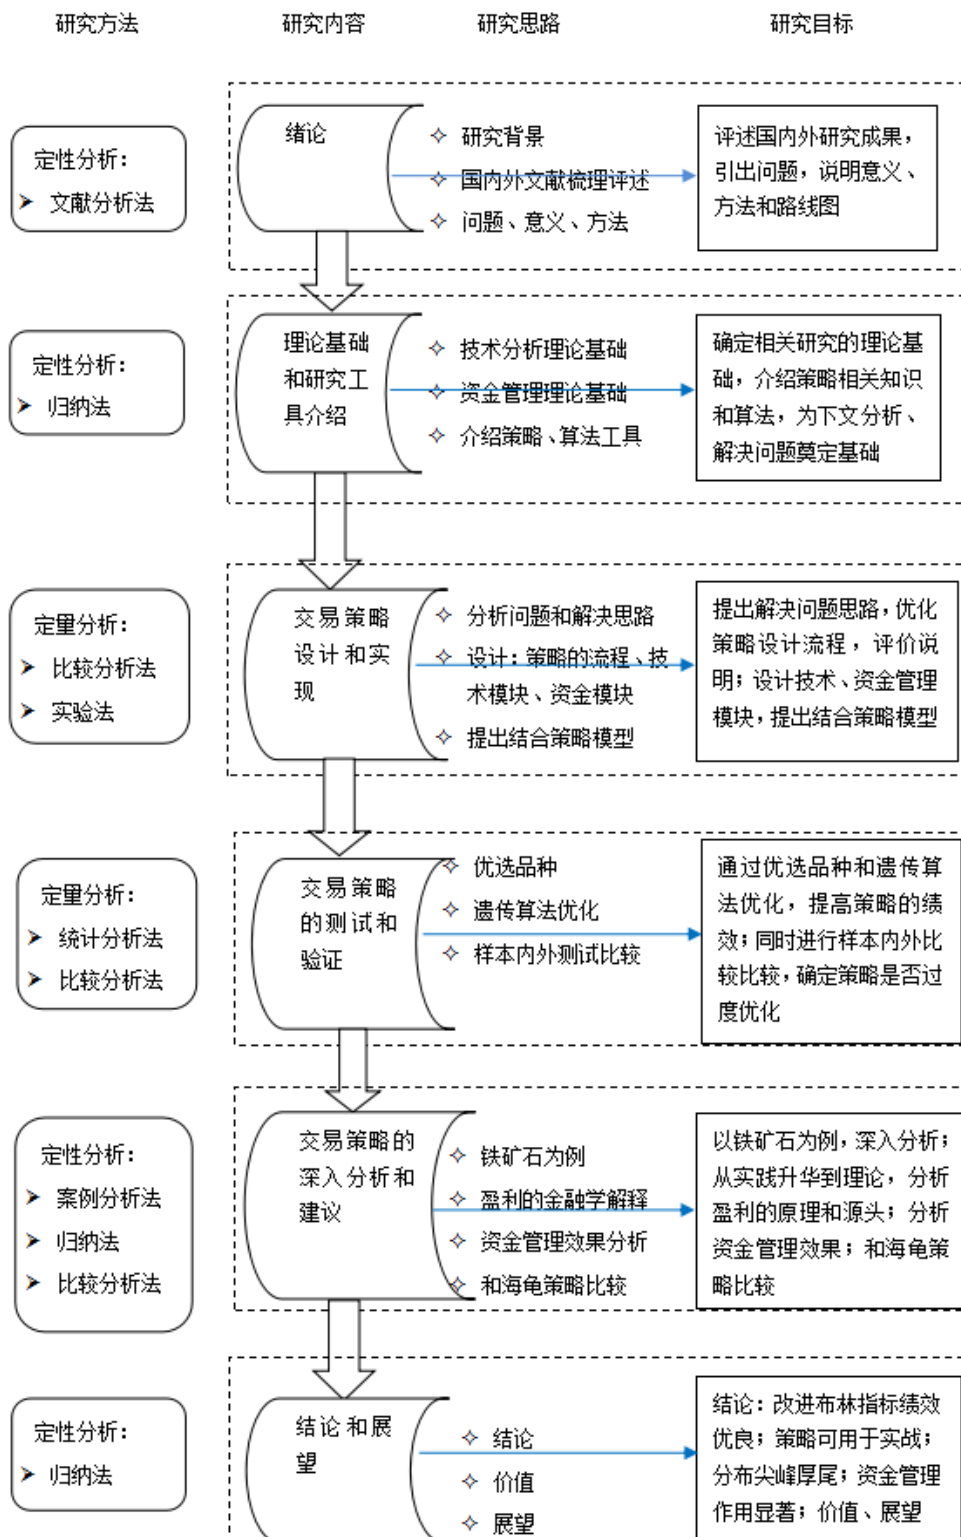 研究方法 研究内容 研究思路 研究目标
定性分析：
➤ 文献分析法
绪论
✧ 研究背景
✧ 国内外文献梳理评述
✧ 问题、意义、方法
评述国内外研究成果，
引出问题，说明意义、
方法和路线图
定性分析：
➤ 归纳法
理论基础
和研究工
具介绍
✧ 技术分析理论基础
✧ 资金管理理论基础
✧ 介绍策略、算法工具
确定相关研究的理论基
础，介绍策略相关知识
和算法，为下文分析、
解决问题奠定基础
定量分析：
➤ 比较分析法
➤ 实验法
交易策略
设计和实
现
✧ 分析问题和解决思路
✧ 设计：策略的流程、技
术模块、资金模块
✧ 提出结合策略模型
提出解决问题思路，优化
策略设计流程，评价说
明；设计技术、资金管理
模块，提出结合策略模型
定量分析：
➤ 统计分析法
➤ 比较分析法
交易策略
的测试和
验证
✧ 优选品种
✧ 遗传算法优化
✧ 样本内外测试比较
通过优选品种和遗传算
法优化，提高策略的绩
效；同时进行样本内外比
较比较，确定策略是否过
度优化
定性分析：
➤ 案例分析法
➤ 归纳法
➤ 比较分析法
交易策略的
深入分析和
建议
✧ 铁矿石为例
✧ 盈利的金融学解释
✧ 资金管理效果分析
✧ 和海龟策略比较
以铁矿石为例，深入分析；
从实践升华到理论，分析
盈利的原理和源头；分析
资金管理效果；和海龟策
略比较
定性分析：
➤ 归纳法
结论和展
望
✧ 结论
✧ 价值
✧ 展望
结论：改进布林指标绩效
优良；策略可用于实战；
分布尖峰厚尾；资金管理
作用显著；价值、展望